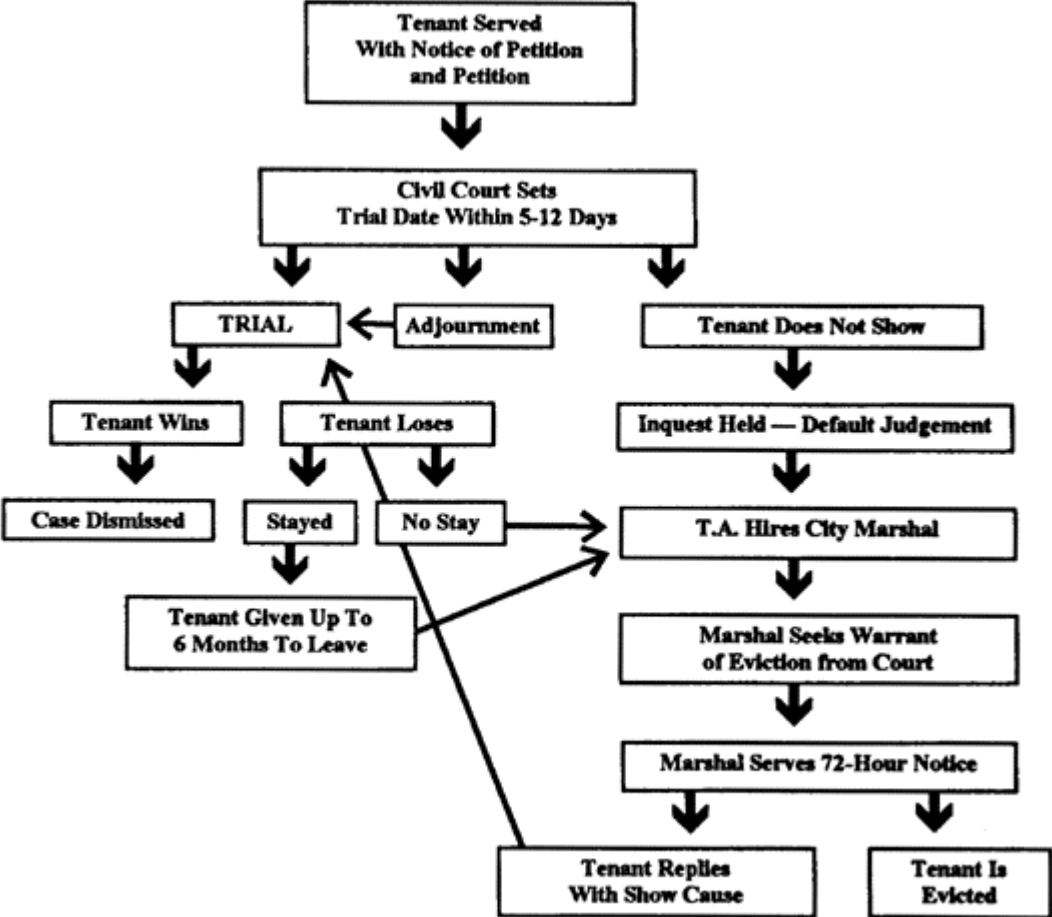 Tenant Served
With Notice of Petition
and Petition
Civil Court Sets
Trial Date Within 5-12 Days
TRIAL
Adjournment
Tenant Does Not Show
Tenant Wins
Tenant Loses
Inquest Held — Default Judgement
Case Dismissed
Stayed
No Stay
T.A. Hires City Marshal
Tenant Given Up To
6 Months To Leave
Marshal Seeks Warrant
of Eviction from Court
Marshal Serves 72-Hour Notice
Tenant Replies
With Show Cause
Tenant Is
Evicted